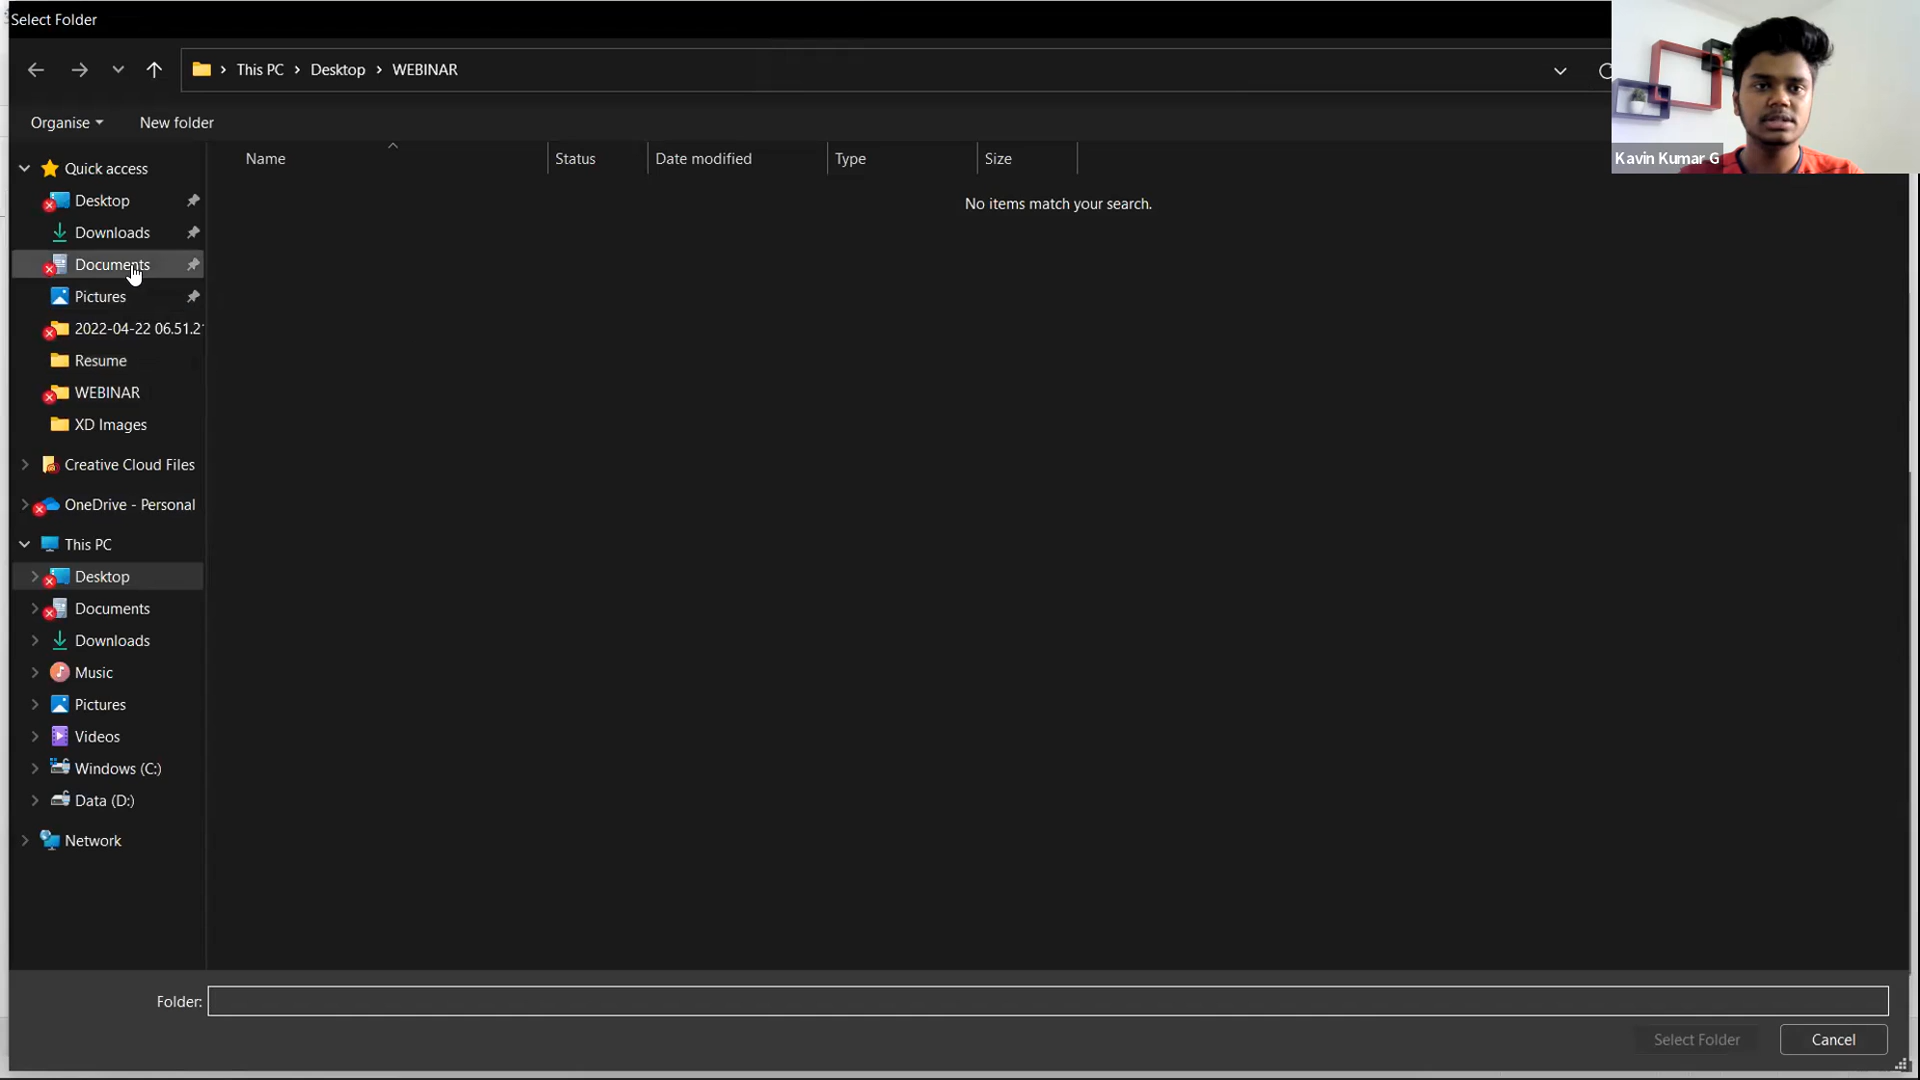 Select Folder
This PC
Desktop
WEBINAR
Organise
New folder
Kavin Kumar G
Name
Status
Date modified
Type
Size
No items match your search.
Quick access
Desktop
Downloads
Documents
Pictures
2022-04-22 06.51.2
Resume
WEBINAR
XD Images
Creative Cloud Files
OneDrive - Personal
This PC
Desktop
Documents
Downloads
Music
Pictures
Videos
Windows (C:)
Data (D:)
Network
Folder:
Select Folder
Cancel